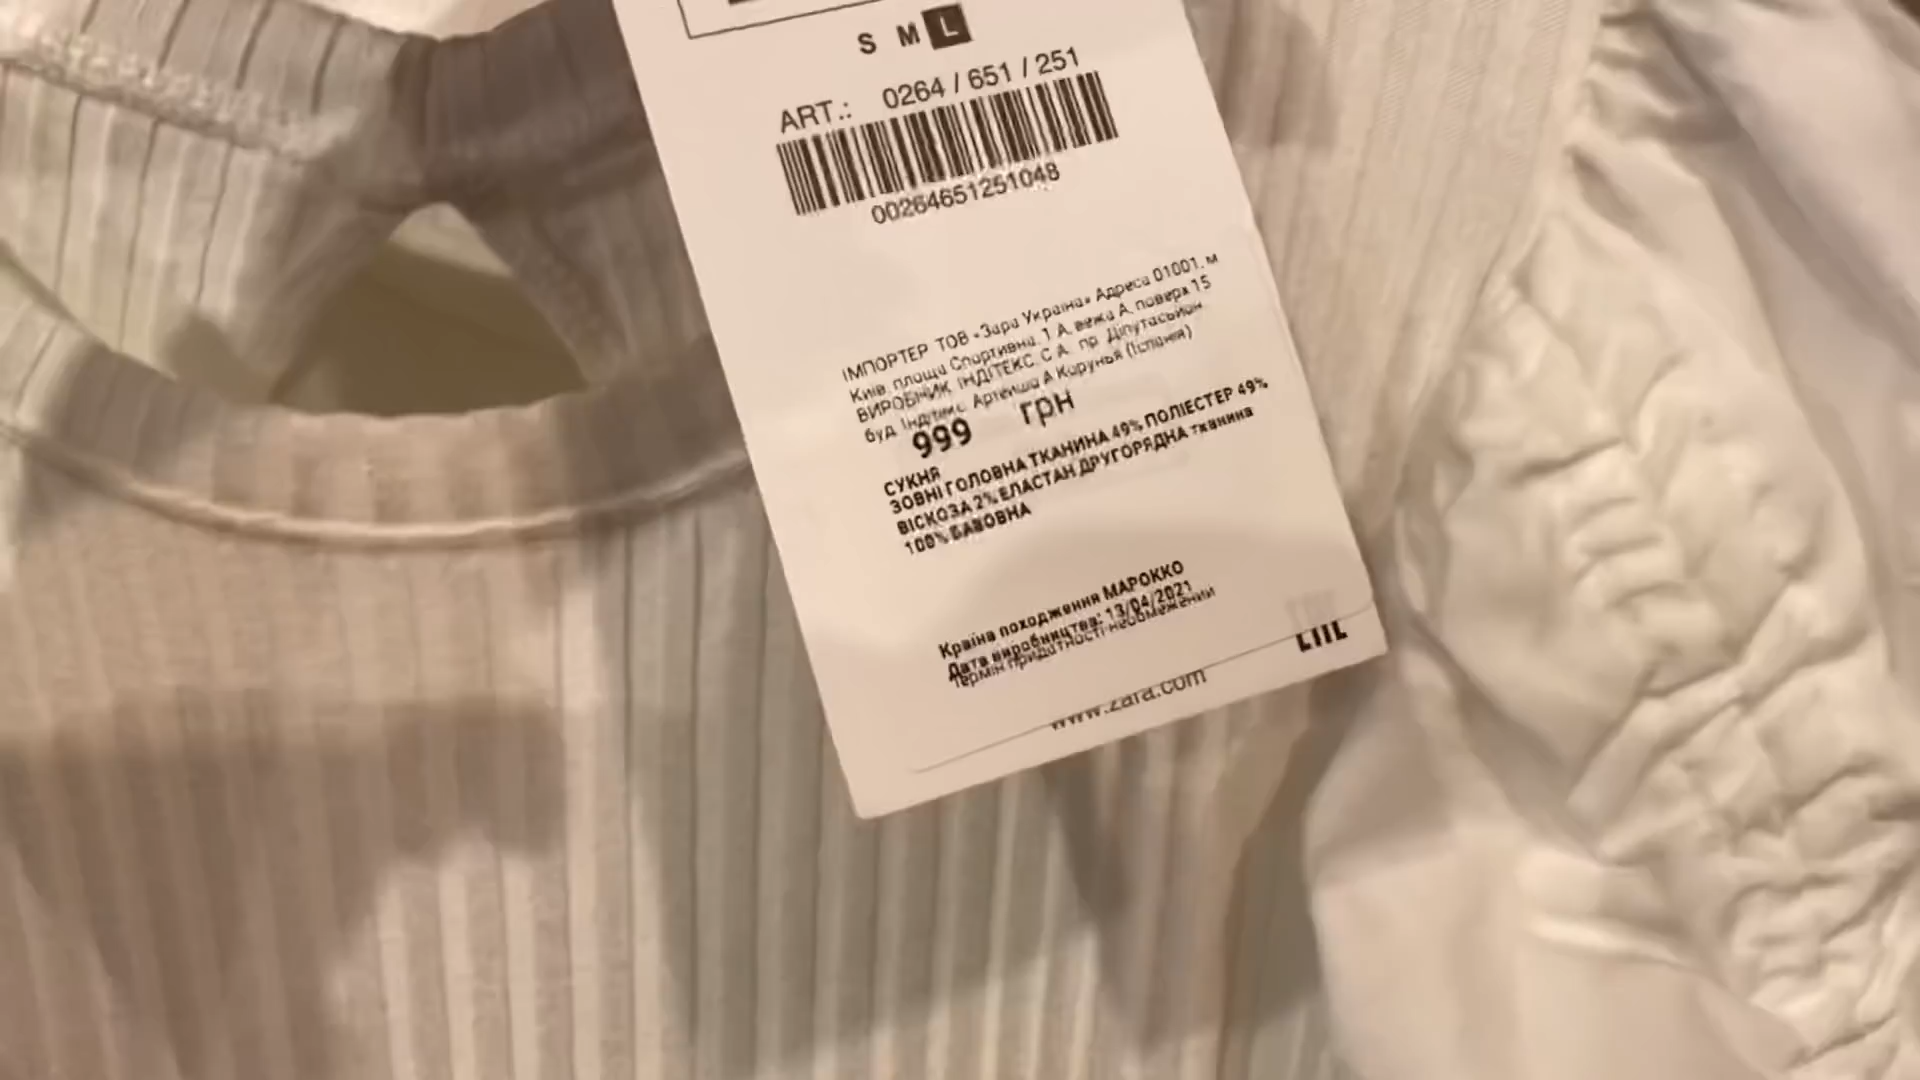 S M L
ART.: 0264 / 651 / 251
00264651251048
ІМПОРТЕР ТОВ «Зара Україна» Адреса 01001, м
Київ, площа Спортивна, 1 А, вежа А, поверх 15
ВИРОБНИК ІНДІТЕКС, С.А. пр. Діпутасьйон
буд. Індітекс, Артейшо А Корунья (Іспанія)
999 грн
СУКНЯ
ЗОВНІ ГОЛОВНА ТКАНИНА 49% ПОЛІЕСТЕР 49%
ВІСКОЗА 2% ЕЛАСТАН ДРУГОРЯДНА тканина
100% БАВОВНА
Країна походження МАРОККО
Дата виробництва: 13/04/2021
Термін придатності необмежений
www.zara.com